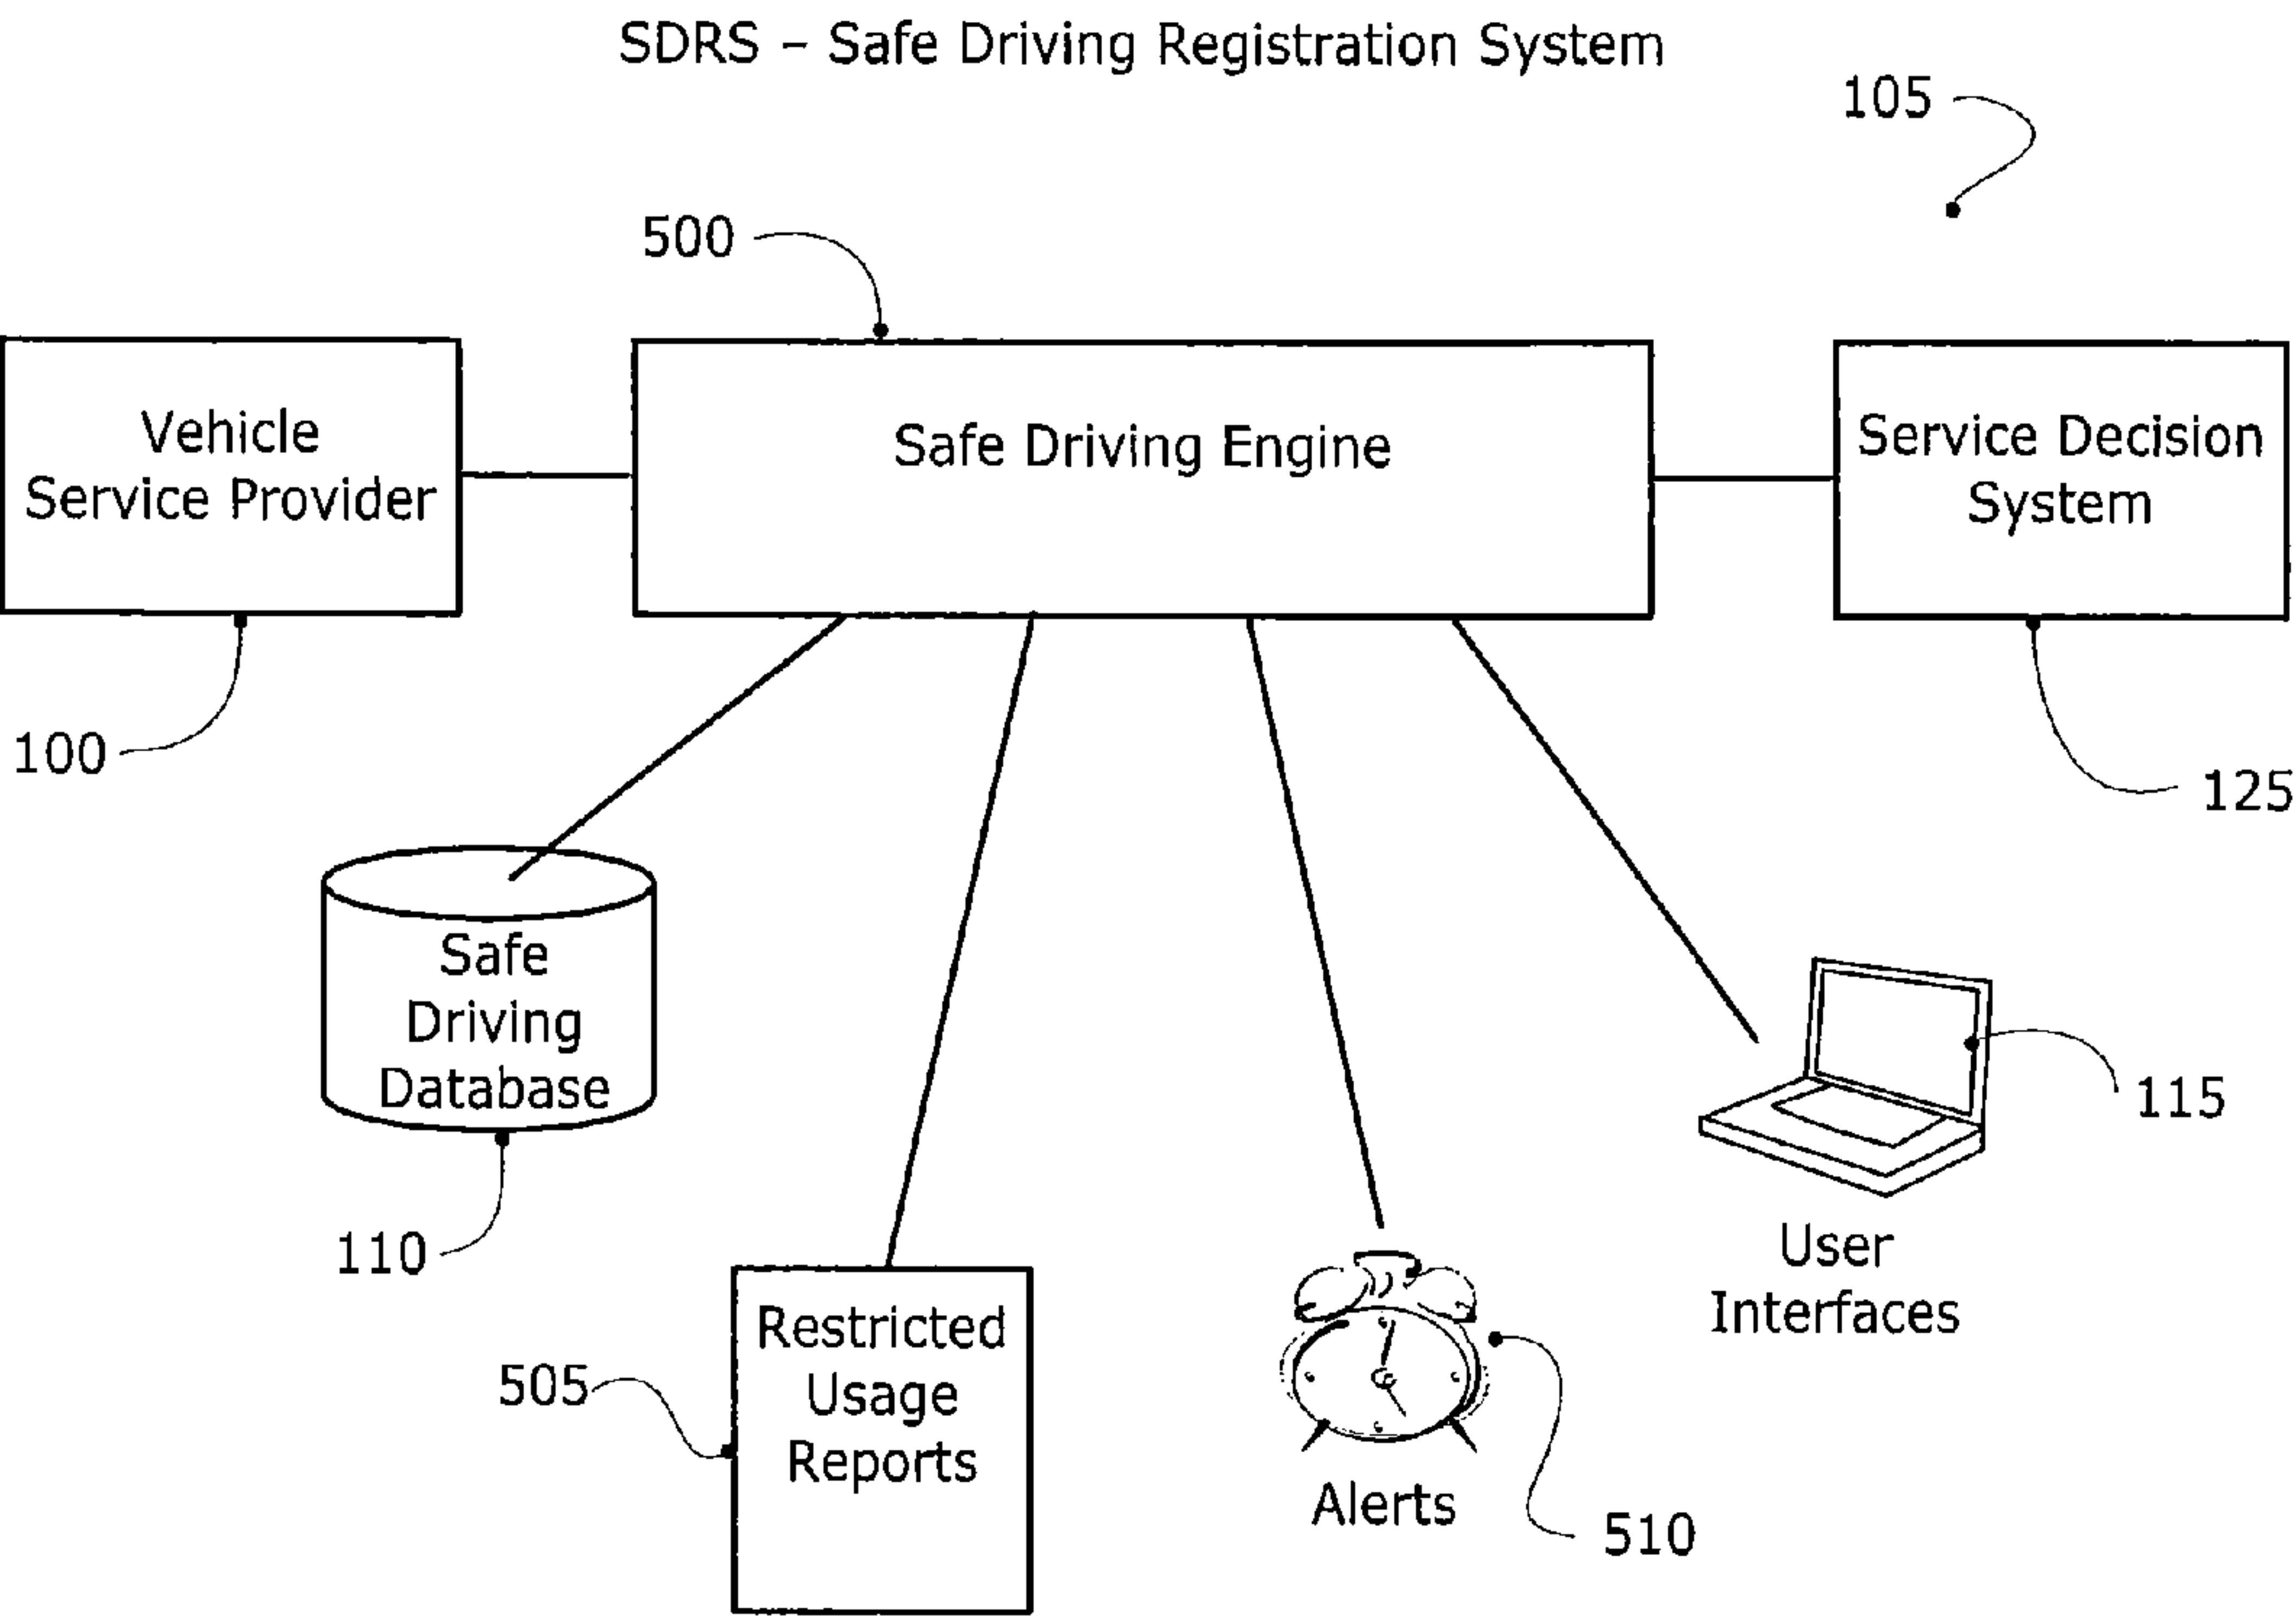 SDRS – Safe Driving Registration System
105
500
Vehicle
Service Provider
Safe Driving Engine
Service Decision
System
100
125
Safe
Driving
Database
110
115
User
Interfaces
Restricted
Usage
Reports
505
Alerts
510